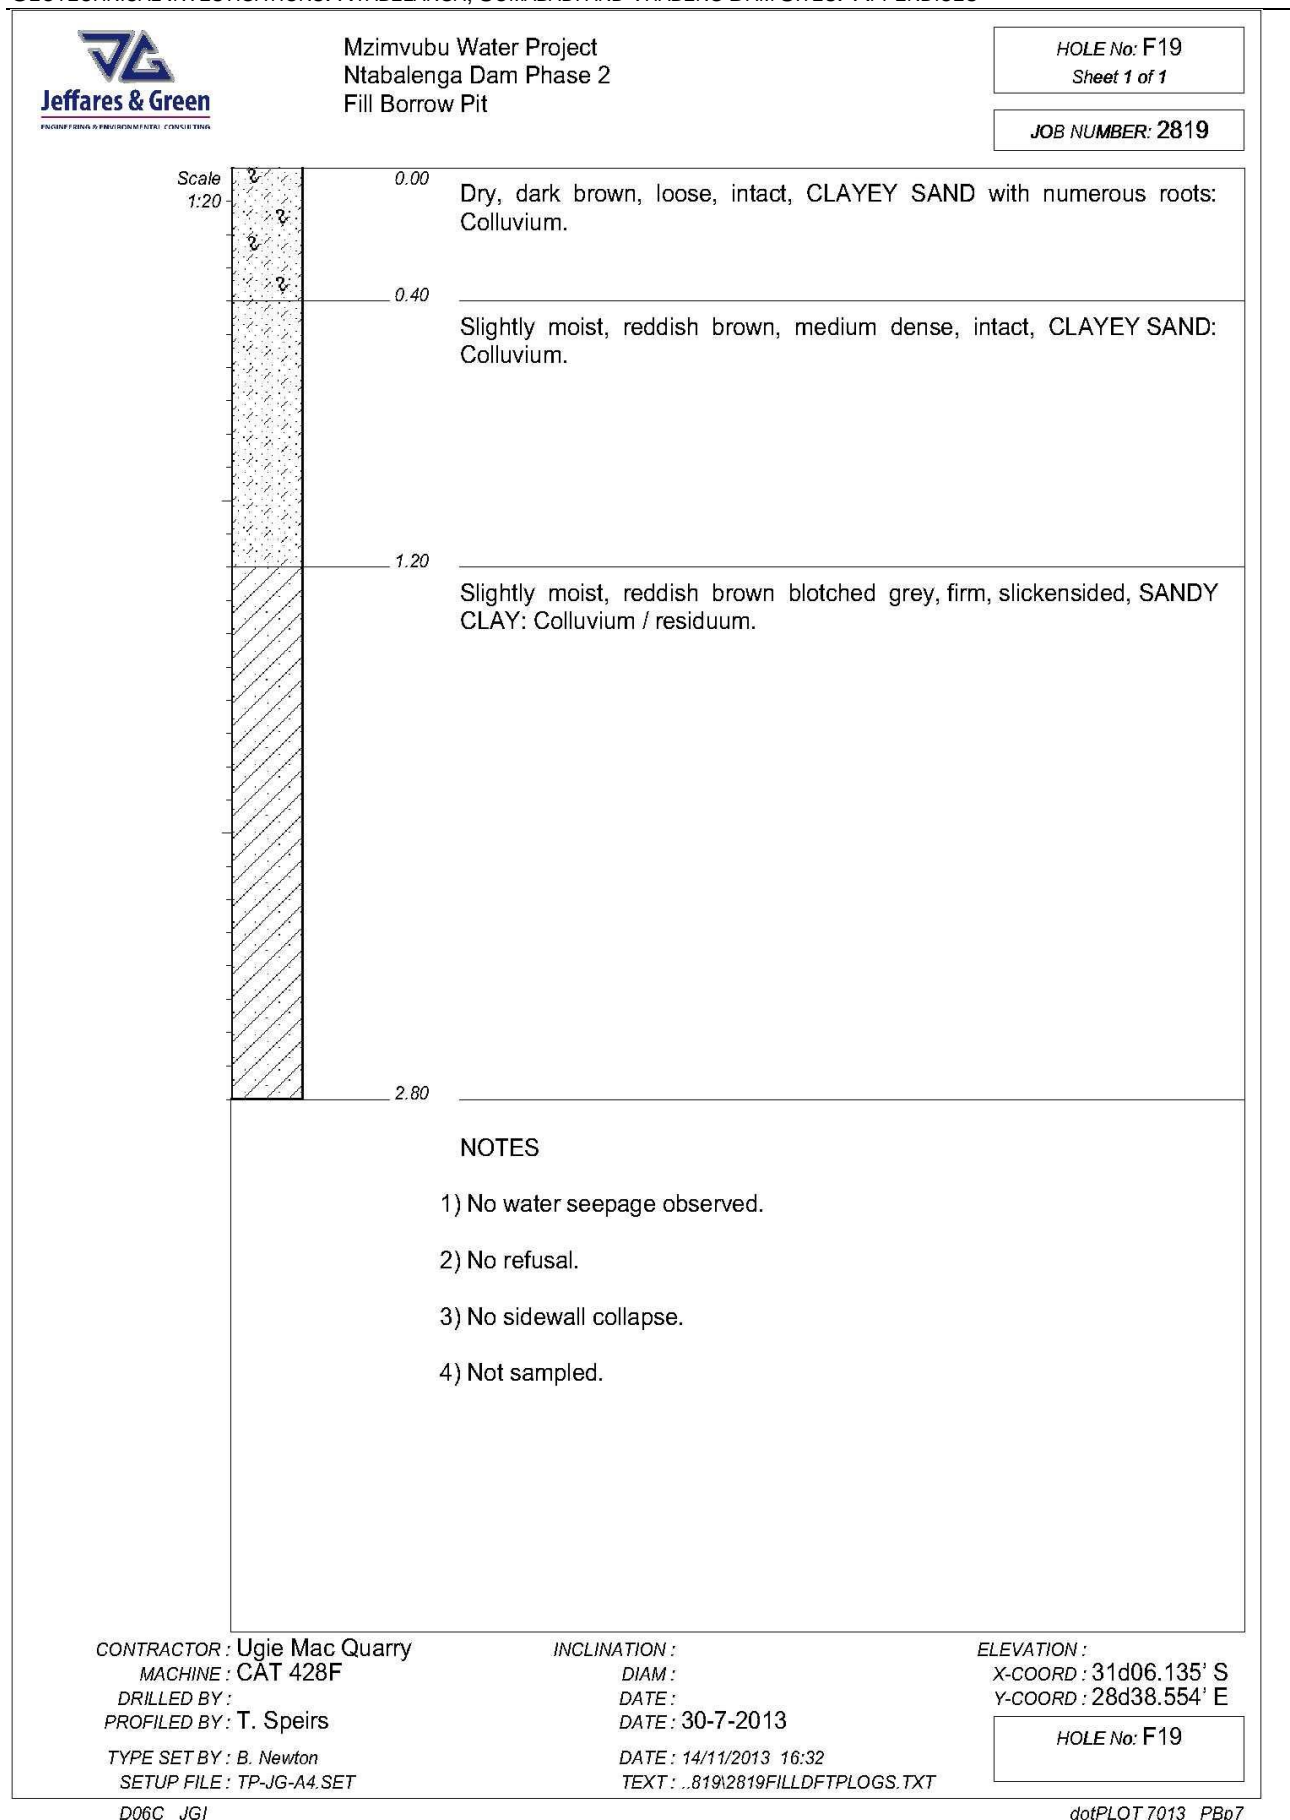 Jeffares & Green
ENGINEERING & ENVIRONMENTAL CONSULTING
Mzimvubu Water Project
Ntabalenga Dam Phase 2
Fill Borrow Pit
HOLE No: F19
Sheet 1 of 1
JOB NUMBER: 2819
Scale
1:20
0.00
Dry, dark brown, loose, intact, CLAYEY SAND with numerous roots:
Colluvium.
0.40
Slightly moist, reddish brown, medium dense, intact, CLAYEY SAND:
Colluvium.
1.20
Slightly moist, reddish brown blotched grey, firm, slickensided, SANDY
CLAY: Colluvium / residuum.
2.80
NOTES
1) No water seepage observed.
2) No refusal.
3) No sidewall collapse.
4) Not sampled.
CONTRACTOR : Ugie Mac Quarry
MACHINE : CAT 428F
DRILLED BY :
PROFILED BY : T. Speirs
TYPE SET BY : B. Newton
SETUP FILE : TP-JG-A4.SET
INCLINATION :
DIAM :
DATE :
DATE : 30-7-2013
DATE : 14/11/2013 16:32
TEXT : ..819\2819FILLDFTPLOGS.TXT
ELEVATION :
X-COORD : 31d06.135' S
Y-COORD : 28d38.554' E
HOLE No: F19
D06C JGI
dotPLOT 7013 PBp7